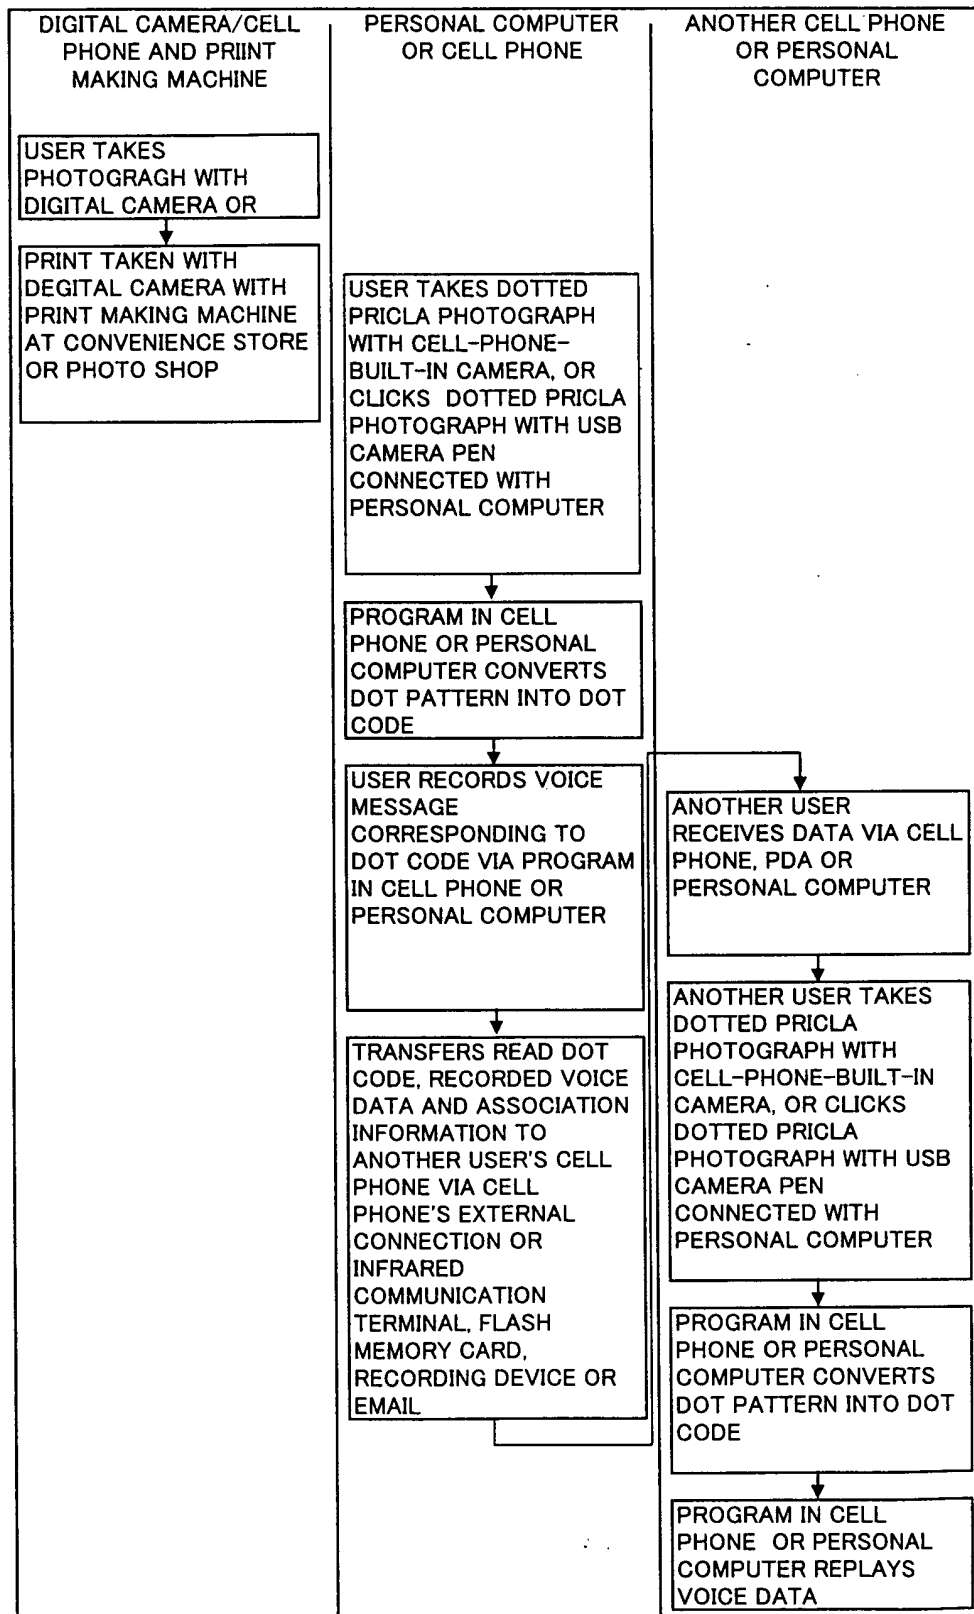 DIGITAL CAMERA/CELL
PHONE AND PRIINT
MAKING MACHINE
PERSONAL COMPUTER
OR CELL PHONE
ANOTHER CELL PHONE
OR PERSONAL
COMPUTER
USER TAKES
PHOTOGRAGH WITH
DIGITAL CAMERA OR
PRINT TAKEN WITH
DEGITAL CAMERA WITH
PRINT MAKING MACHINE
AT CONVENIENCE STORE
OR PHOTO SHOP
USER TAKES DOTTED
PRICLA PHOTOGRAPH
WITH CELL-PHONE-
BUILT-IN CAMERA, OR
CLICKS DOTTED PRICLA
PHOTOGRAPH WITH USB
CAMERA PEN
CONNECTED WITH
PERSONAL COMPUTER
PROGRAM IN CELL
PHONE OR PERSONAL
COMPUTER CONVERTS
DOT PATTERN INTO DOT
CODE
USER RECORDS VOICE
MESSAGE
CORRESPONDING TO
DOT CODE VIA PROGRAM
IN CELL PHONE OR
PERSONAL COMPUTER
TRANSFERS READ DOT
CODE, RECORDED VOICE
DATA AND ASSOCIATION
INFORMATION TO
ANOTHER USER'S CELL
PHONE VIA CELL
PHONE'S EXTERNAL
CONNECTION OR
INFRARED
COMMUNICATION
TERMINAL, FLASH
MEMORY CARD,
RECORDING DEVICE OR
EMAIL
ANOTHER USER
RECEIVES DATA VIA CELL
PHONE, PDA OR
PERSONAL COMPUTER
ANOTHER USER TAKES
DOTTED PRICLA
PHOTOGRAPH WITH
CELL-PHONE-BUILT-IN
CAMERA, OR CLICKS
DOTTED PRICLA
PHOTOGRAPH WITH USB
CAMERA PEN
CONNECTED WITH
PERSONAL COMPUTER
PROGRAM IN CELL
PHONE OR PERSONAL
COMPUTER CONVERTS
DOT PATTERN INTO DOT
CODE
PROGRAM IN CELL
PHONE OR PERSONAL
COMPUTER REPLAYS
VOICE DATA